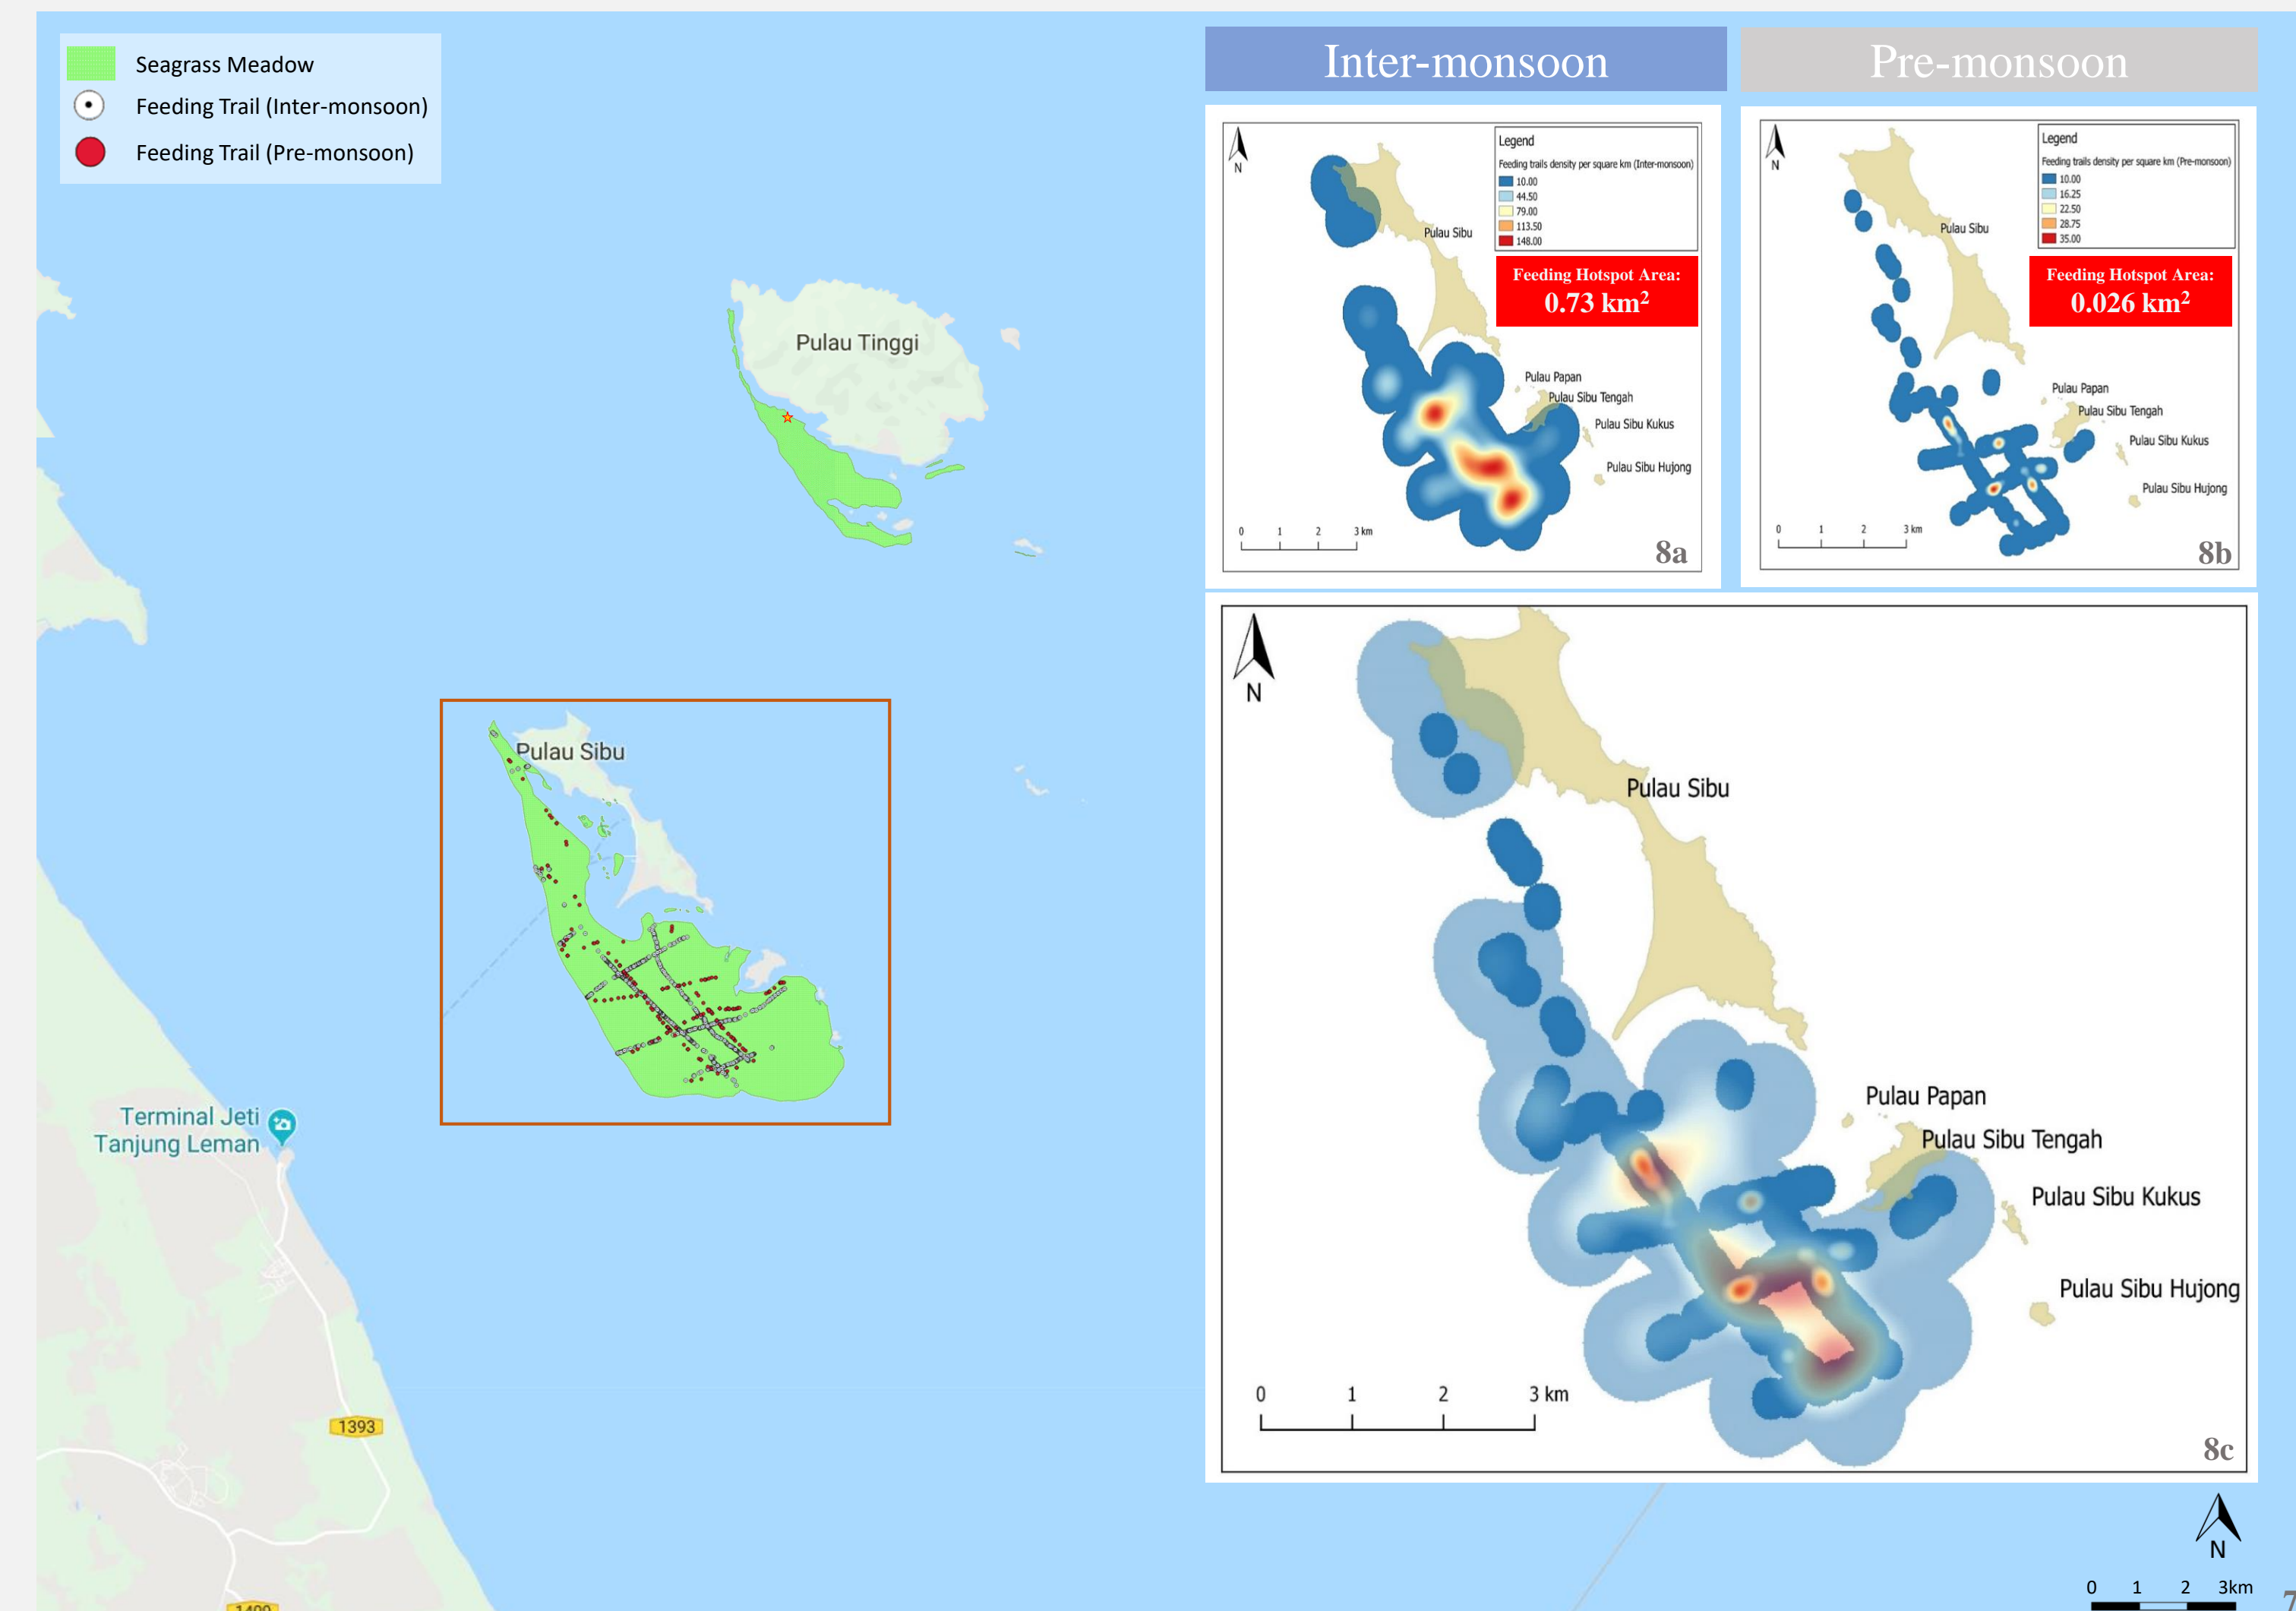 Seagrass Meadow
Feeding Trail (Inter-monsoon)
Feeding Trail (Pre-monsoon)
Pulau Tinggi
Pulau Sibu
Terminal Jeti
Tanjung Leman
1393
Inter-monsoon
N
Legend
Feeding trails density per square km (Inter-monsoon)
10.00
44.50
79.00
113.50
148.00
Feeding Hotspot Area:
0.73 km²
Pulau Sibu
Pulau Papan
Pulau Sibu Tengah
Pulau Sibu Kukus
Pulau Sibu Hujong
0 1 2 3 km
8a
Pre-monsoon
N
Legend
Feeding trails density per square km (Pre-monsoon)
10.00
16.25
22.50
28.75
35.00
Feeding Hotspot Area:
0.026 km²
Pulau Sibu
Pulau Papan
Pulau Sibu Tengah
Pulau Sibu Kukus
Pulau Sibu Hujong
0 1 2 3 km
8b
N
Pulau Sibu
Pulau Papan
Pulau Sibu Tengah
Pulau Sibu Kukus
Pulau Sibu Hujong
0 1 2 3 km
8c
N
0 1 2 3km